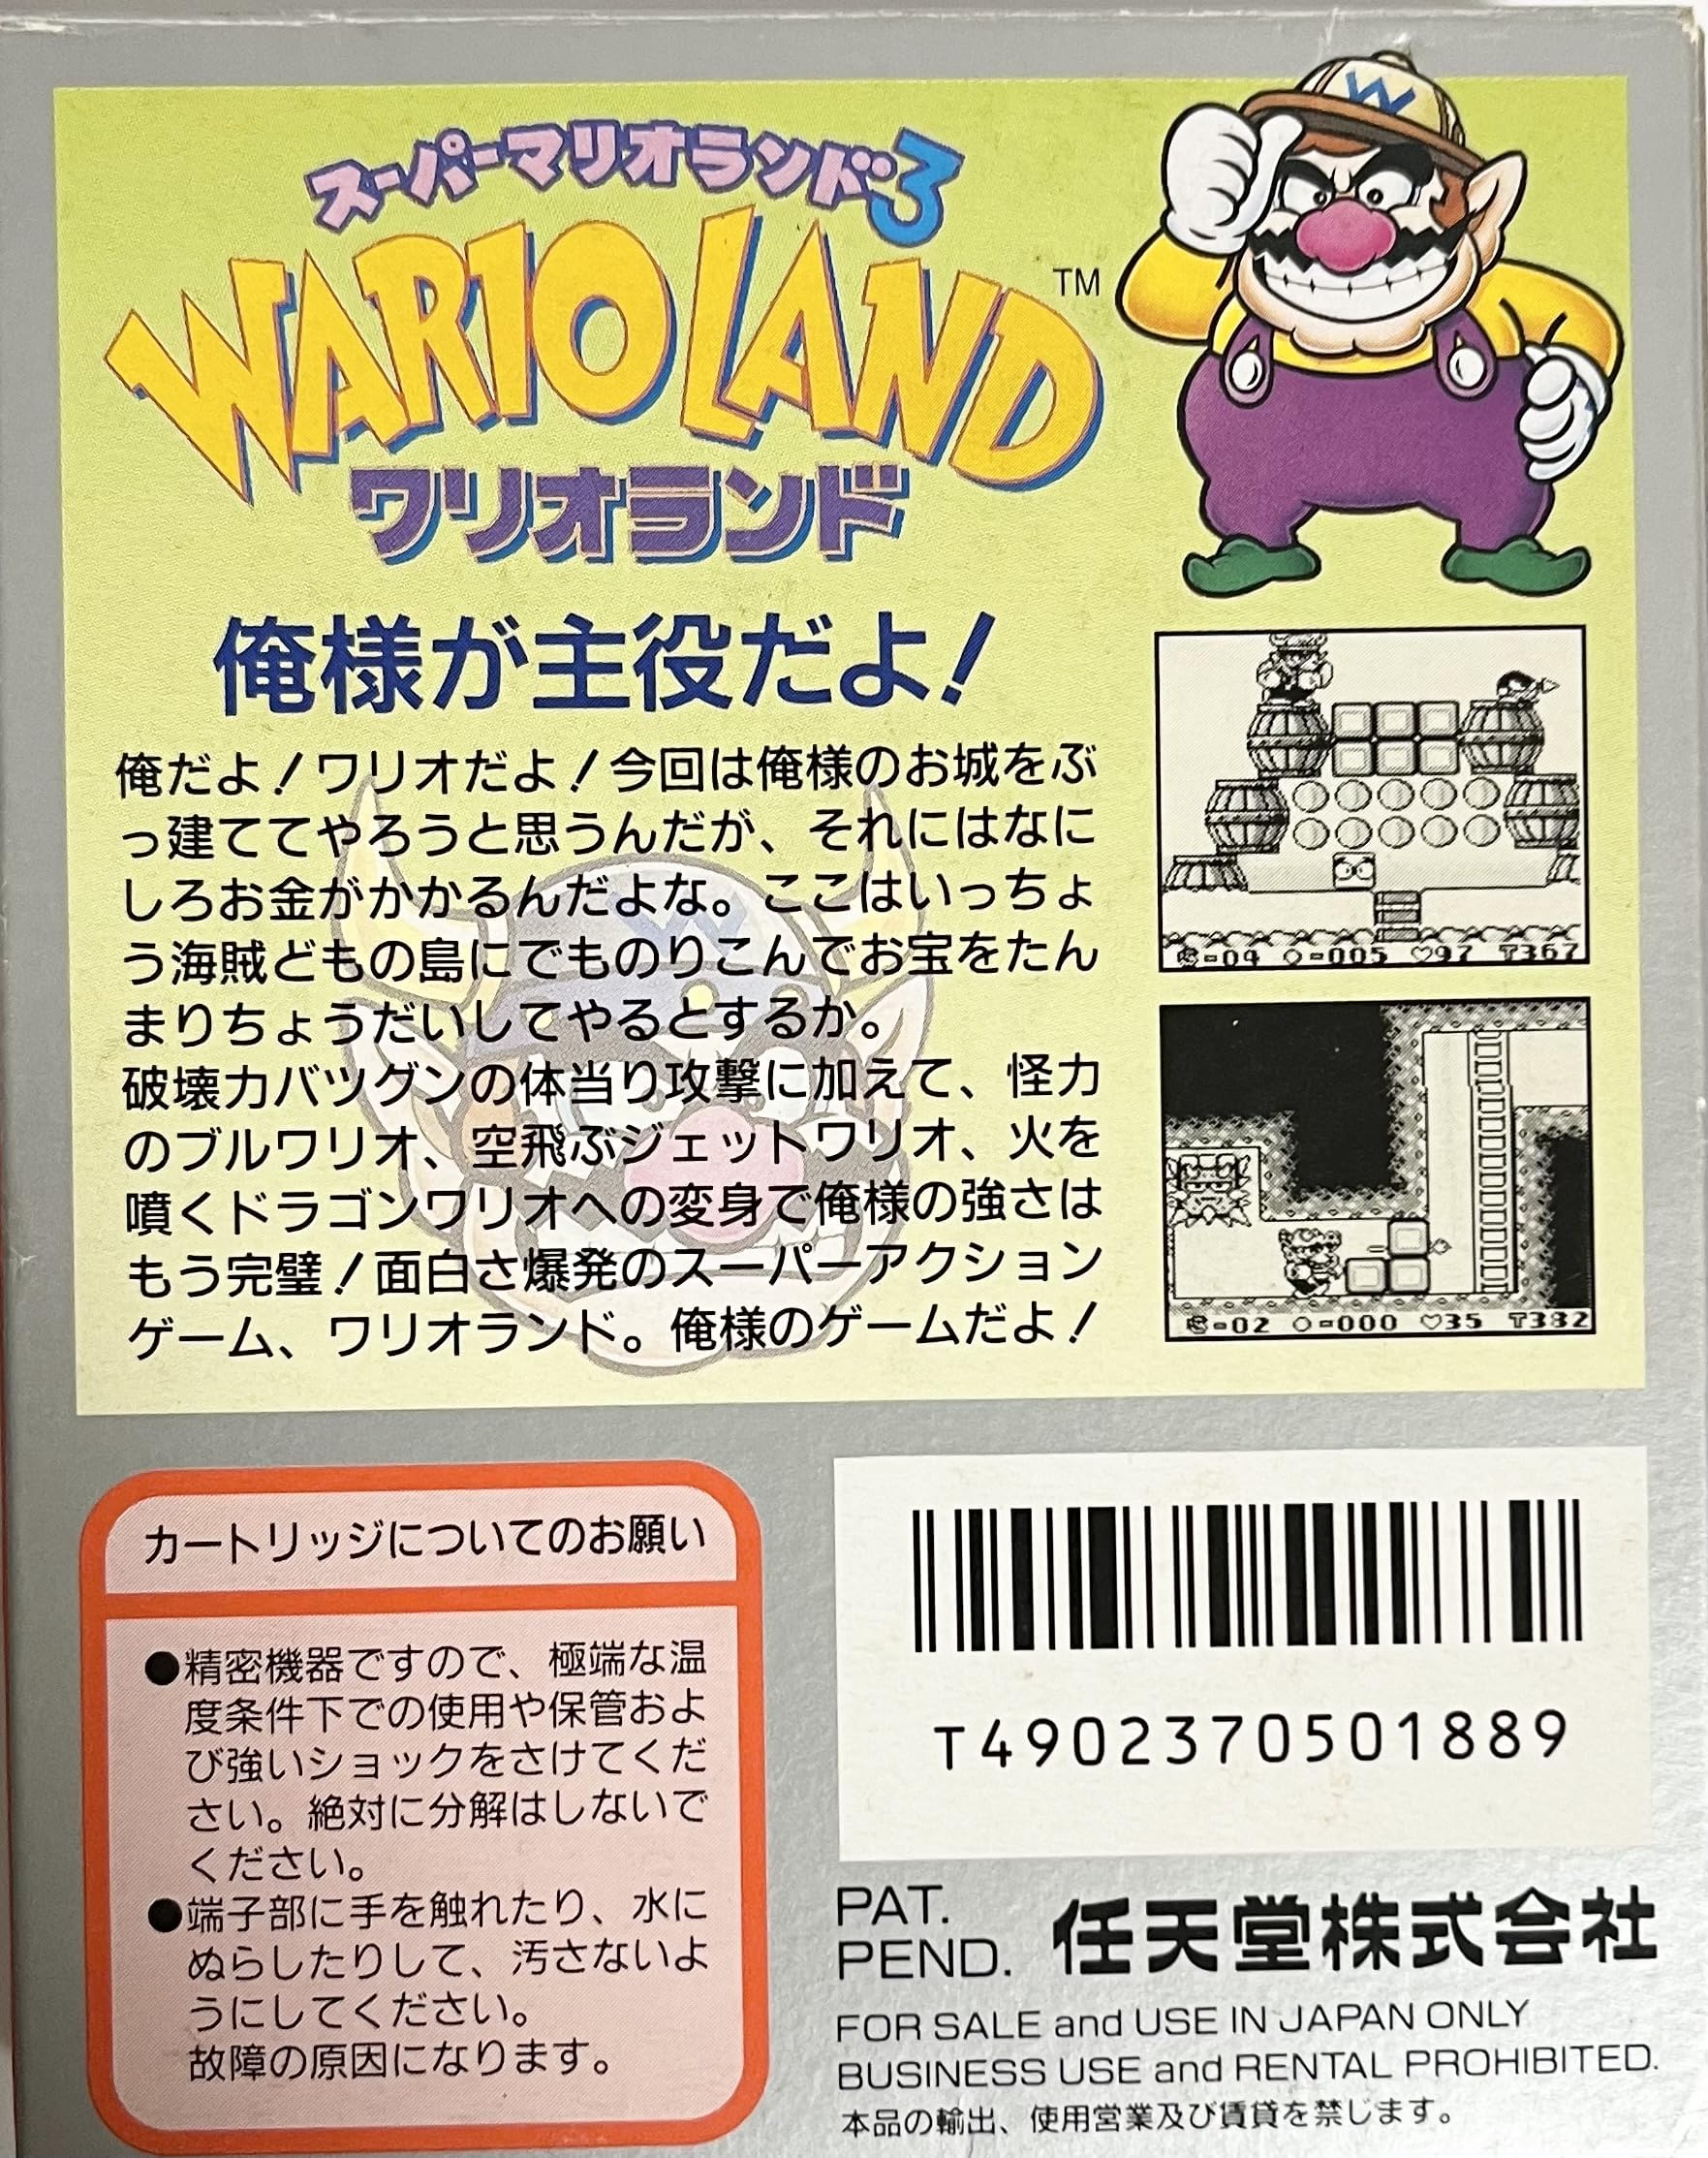 スーパーマリオランド3
WARIO LAND
TM
ワリオランド
W
俺様が主役だよ!
俺だよ!ワリオだよ!今回は俺様のお城をぶ
っ建ててやろうと思うんだが、それにはなに
しろお金がかかるんだよな。ここはいっちょ
う海賊どもの島にでものりこんでお宝をたん
まりちょうだいしてやるとするか。
破壊力バツグンの体当り攻撃に加えて、怪力
のブルワリオ、空飛ぶジェットワリオ、火を
噴くドラゴンワリオへの変身で俺様の強さは
もう完璧!面白さ爆発のスーパーアクション
ゲーム、ワリオランド。俺様のゲームだよ!
=04 ○=005 ♡97 T367
=02 ○=000 ♡35 T382
カートリッジについてのお願い
●精密機器ですので、極端な温
度条件下での使用や保管およ
び強いショックをさけてくだ
さい。絶対に分解はしないで
ください。
●端子部に手を触れたり、水に
ぬらしたりして、汚さないよ
うにしてください。
故障の原因になります。
T4902370501889
PAT.
PEND.
任天堂株式会社
FOR SALE and USE IN JAPAN ONLY
BUSINESS USE and RENTAL PROHIBITED.
本品の輸出、使用営業及び賃貸を禁じます。